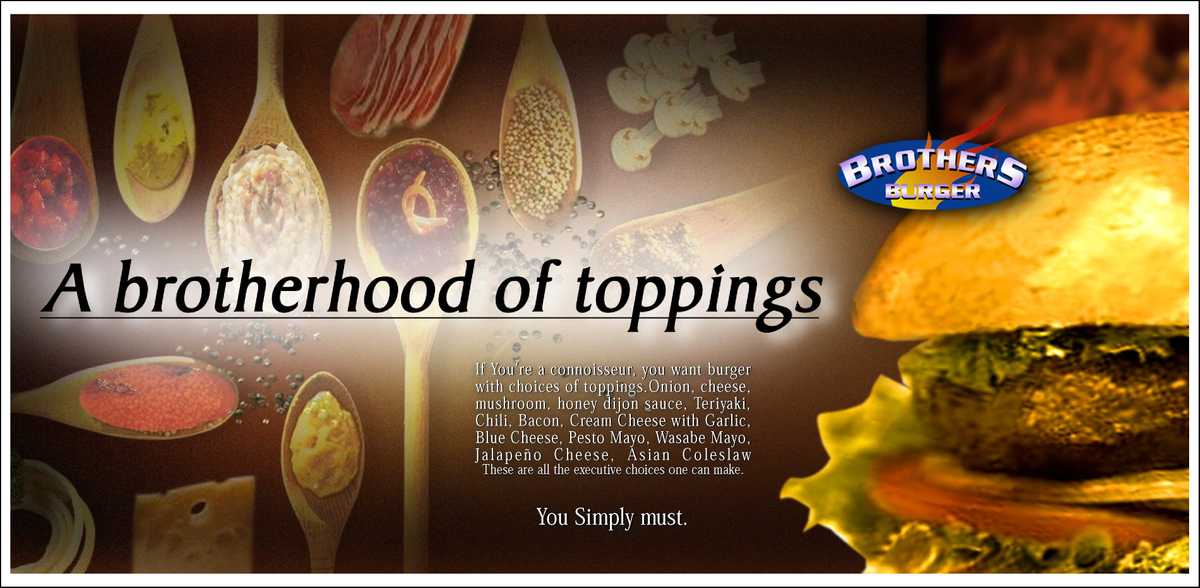 BROTHERS
BURGER
A brotherhood of toppings
If You're a connoisseur, you want burger
with choices of toppings.Onion, cheese,
mushroom, honey dijon sauce, Teriyaki,
Chili, Bacon, Cream Cheese with Garlic,
Blue Cheese, Pesto Mayo, Wasabe Mayo,
Jalapeño Cheese, Asian Coleslaw
These are all the executive choices one can make.
You Simply must.